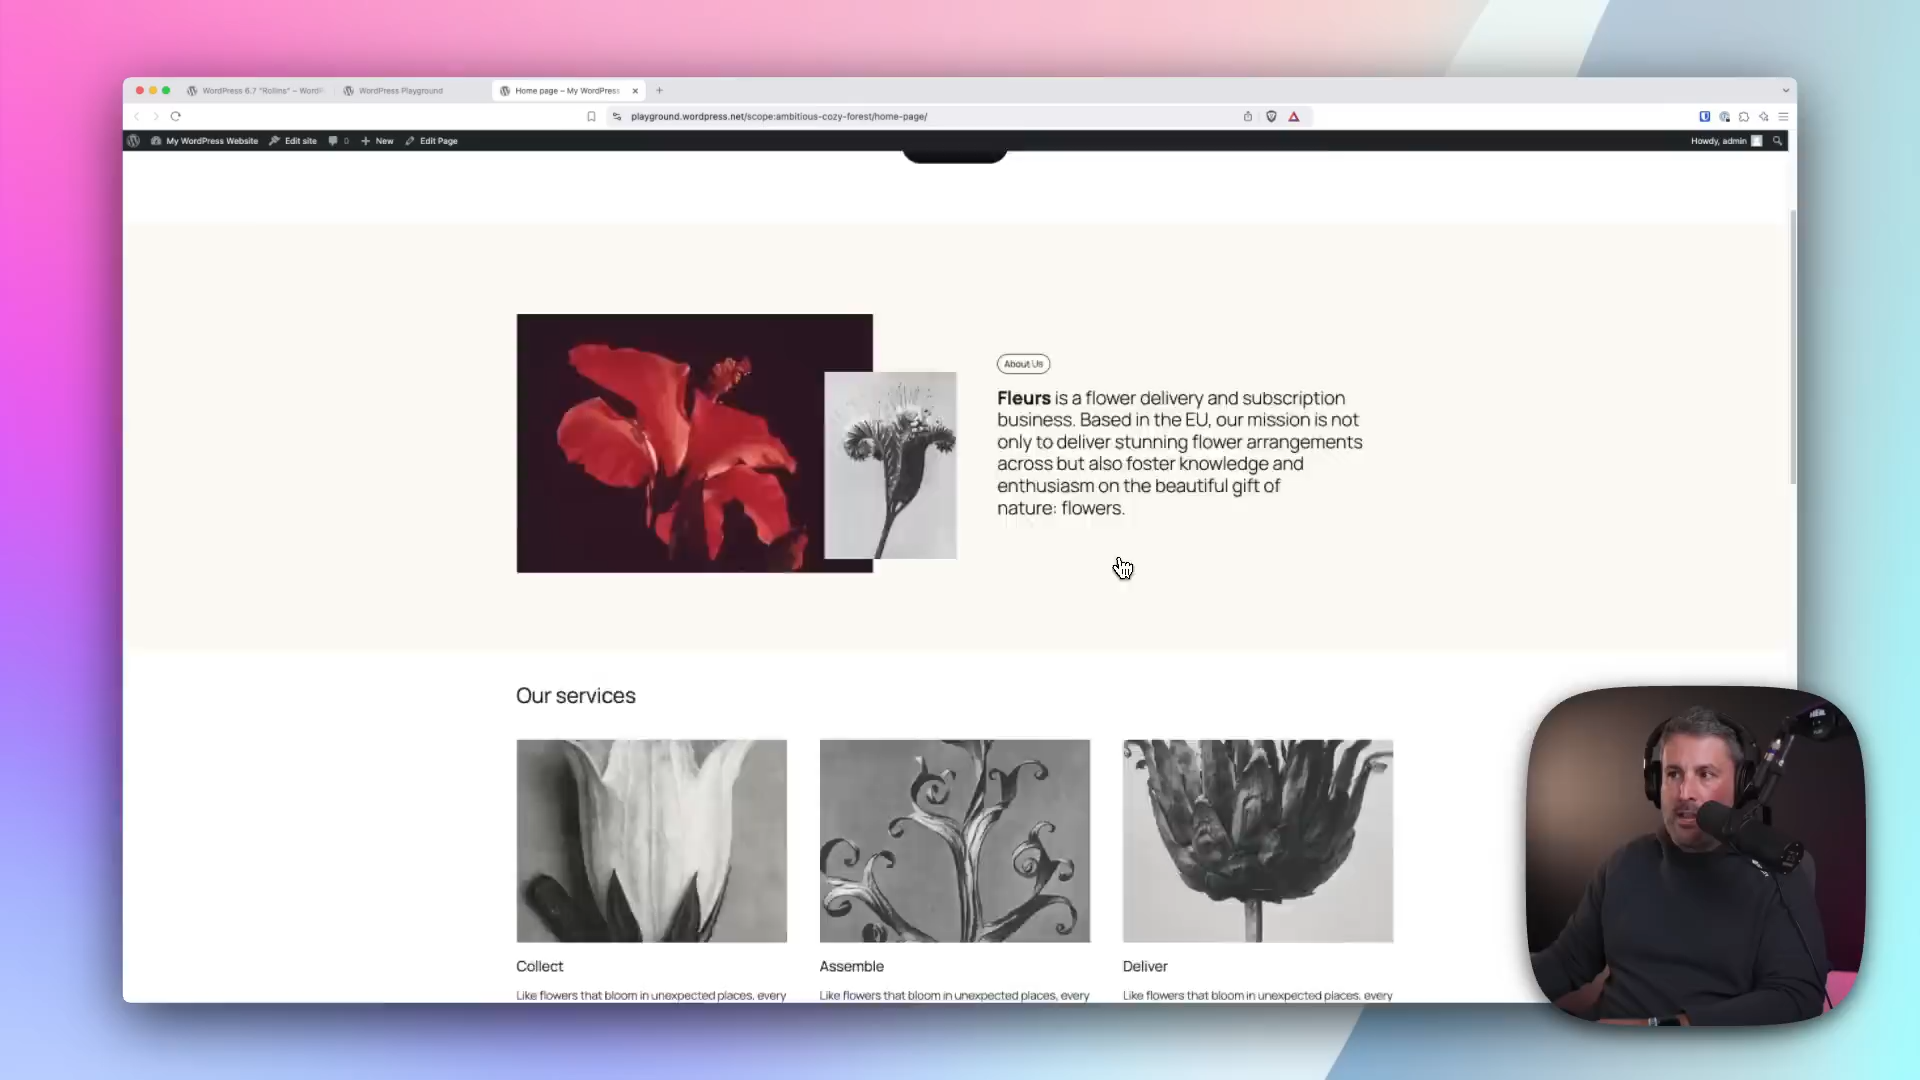 WordPress 6.7 "Rollins" – Word
WordPress Playground
Home page – My WordPress
playground.wordpress.net/scope:ambitious-cozy-forest/home-page/
My WordPress Website
Edit site
0
New
Edit Page
Howdy, admin
About Us
Fleurs is a flower delivery and subscription
business. Based in the EU, our mission is not
only to deliver stunning flower arrangements
across but also foster knowledge and
enthusiasm on the beautiful gift of
nature: flowers.
Our services
Collect
Assemble
Deliver
Like flowers that bloom in unexpected places, every
Like flowers that bloom in unexpected places, every
Like flowers that bloom in unexpected places, every